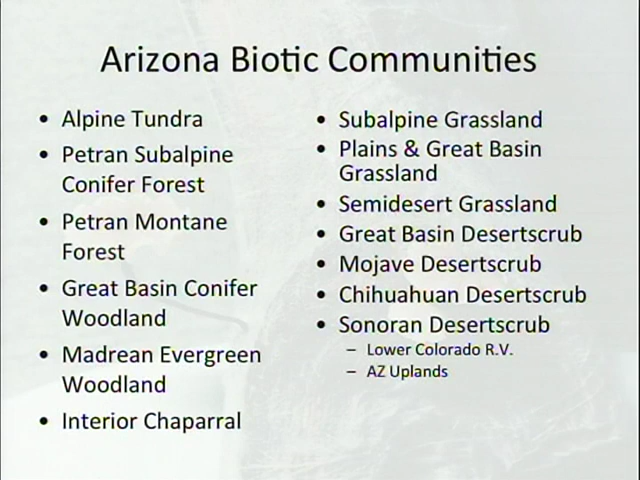 Arizona Biotic Communities
• Alpine Tundra
• Petran Subalpine
Conifer Forest
• Petran Montane
Forest
• Great Basin Conifer
Woodland
• Madrean Evergreen
Woodland
• Interior Chaparral
• Subalpine Grassland
• Plains & Great Basin
Grassland
• Semidesert Grassland
• Great Basin Desertscrub
• Mojave Desertscrub
• Chihuahuan Desertscrub
• Sonoran Desertscrub
– Lower Colorado R.V.
– AZ Uplands